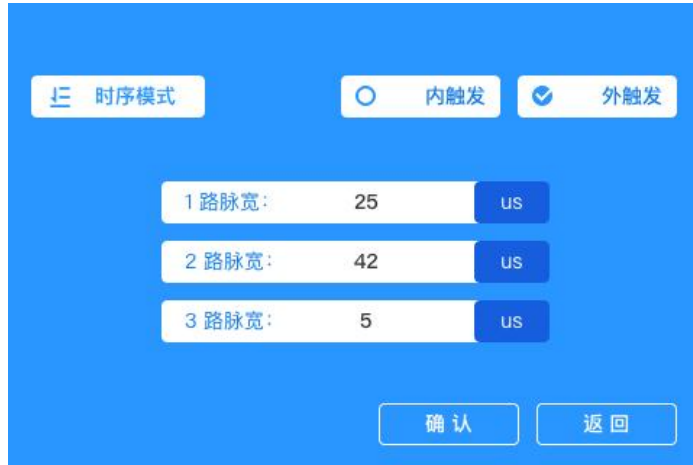 时序模式 内触发 外触发
1 路脉宽: 25 us
2 路脉宽: 42 us
3 路脉宽: 5 us
确 认 返 回